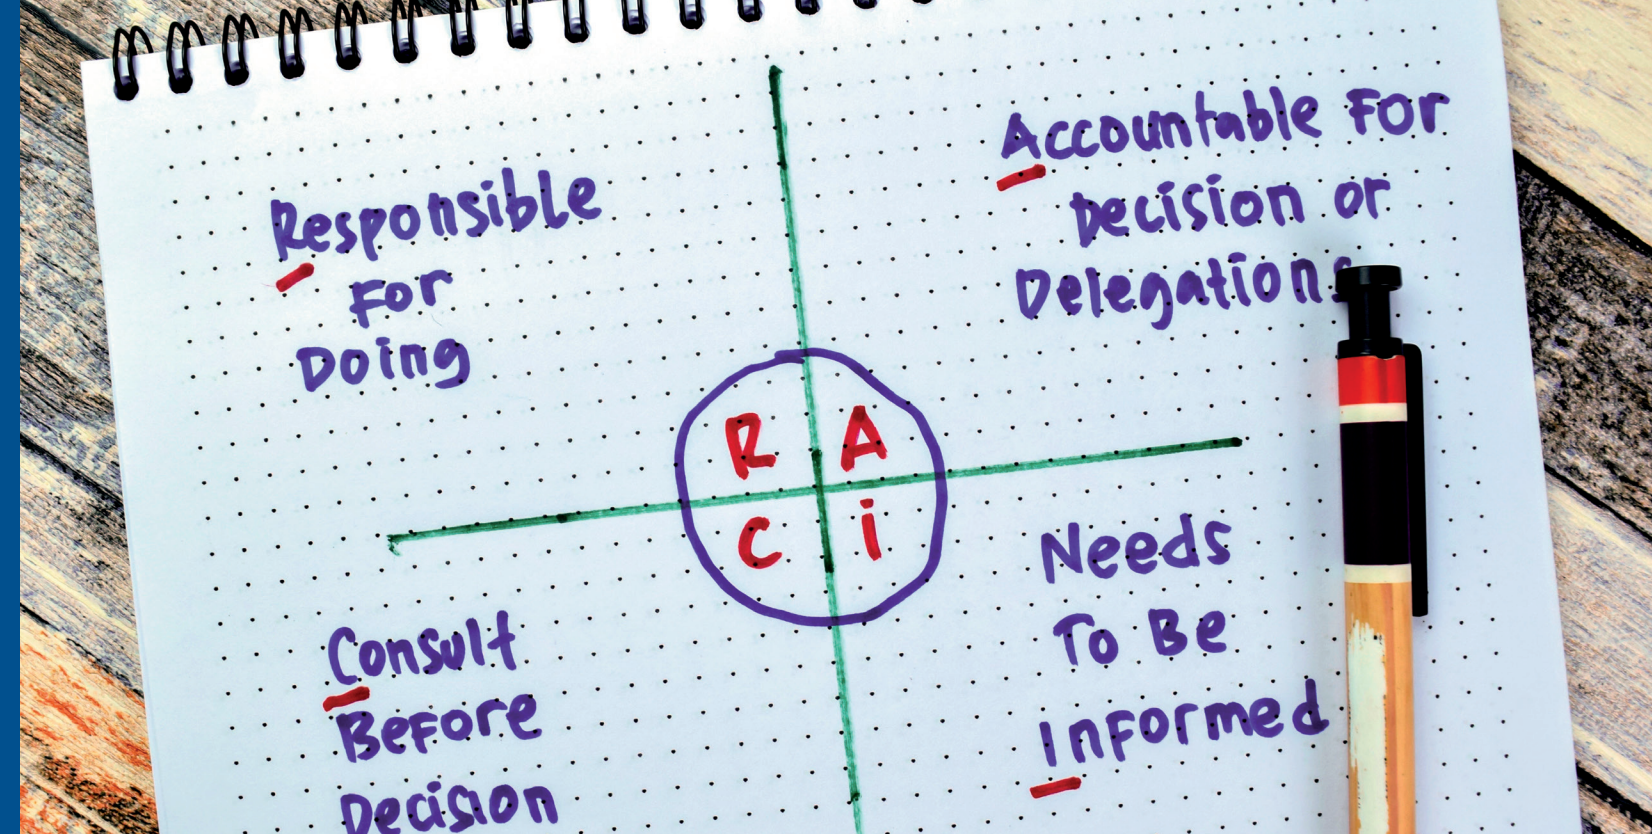 Responsible
For
Doing
Accountable For
Decision or
Delegations
R A
C i
Consult
Before
Decision
Needs
To Be
Informed